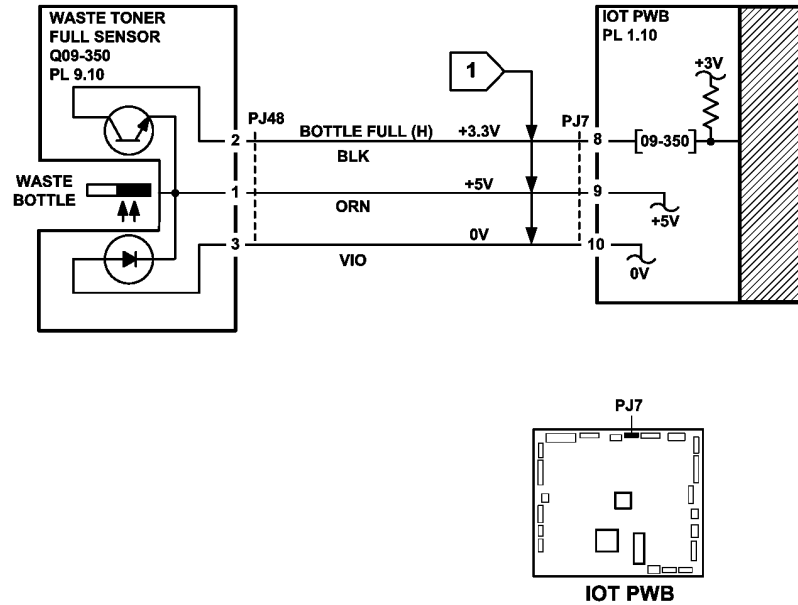 WASTE TONER
FULL SENSOR
Q09-350
PL 9.10
WASTE
BOTTLE
PJ48
2
1
3
BOTTLE FULL (H)
+3.3V
BLK
+5V
ORN
0V
VIO
1
PJ7
8
9
10
IOT PWB
PL 1.10
+3V
[09-350]
+5V
0V
PJ7
IOT PWB